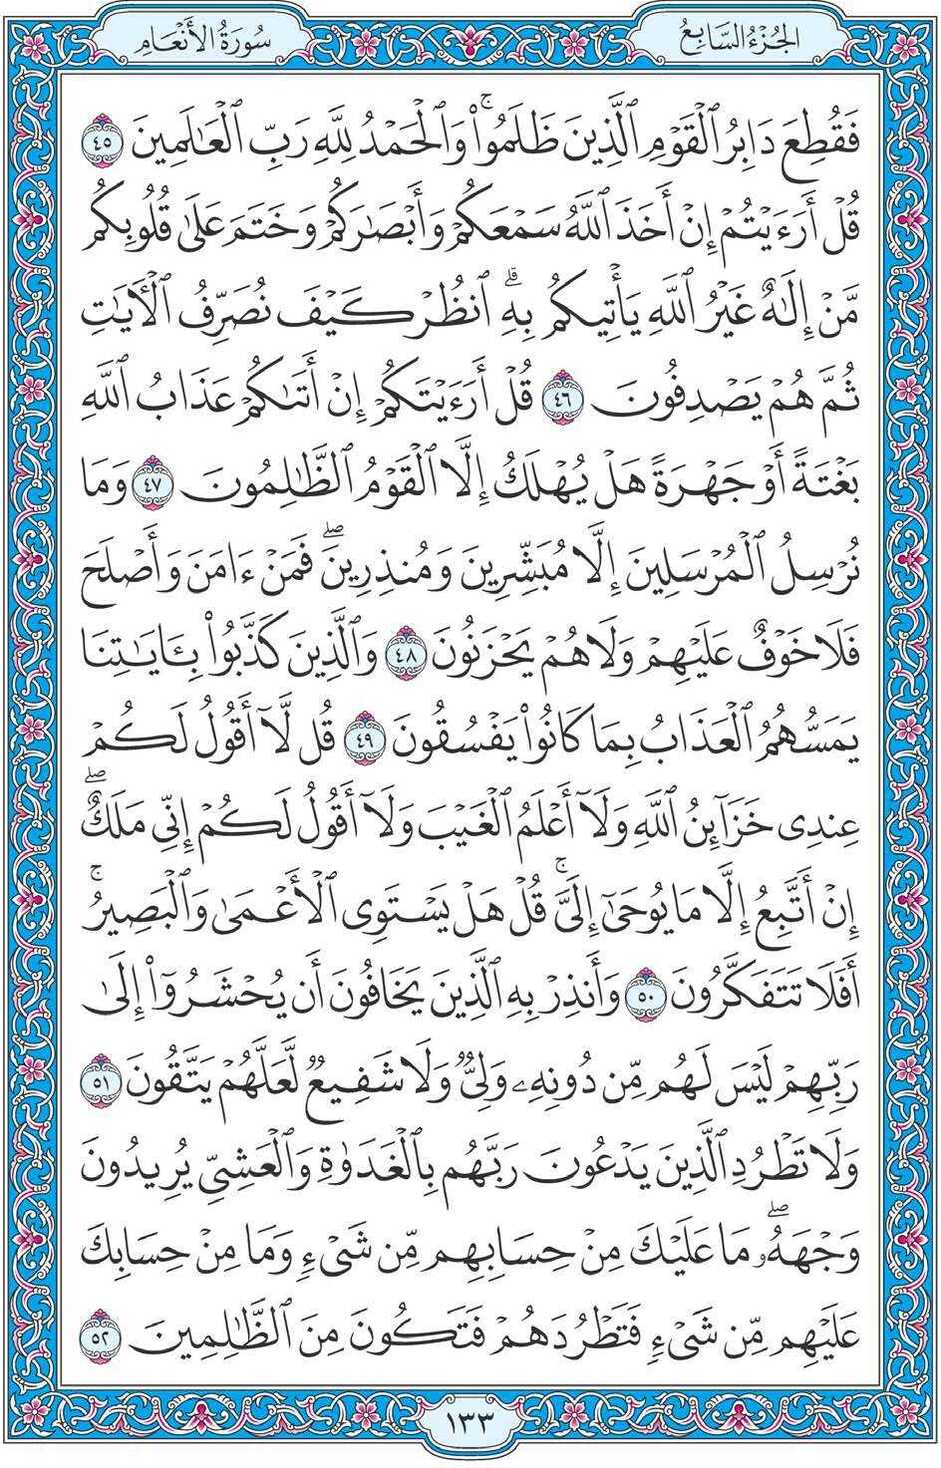 الجُزْءُ السَّابِعُ
سُورَةُ الأَنْعَامِ
فَقُطِعَ دَابِرُ ٱلْقَوْمِ ٱلَّذِينَ ظَلَمُوا۟ۚ وَٱلْحَمْدُ لِلَّهِ رَبِّ ٱلْعَٰلَمِينَ ٤٥
قُلْ أَرَءَيْتُمْ إِنْ أَخَذَ ٱللَّهُ سَمْعَكُمْ وَأَبْصَٰرَكُمْ وَخَتَمَ عَلَىٰ قُلُوبِكُم
مَّنْ إِلَٰهٌ غَيْرُ ٱللَّهِ يَأْتِيكُم بِهِۗ ٱنظُرْ كَيْفَ نُصَرِّفُ ٱلْءَايَٰتِ
ثُمَّ هُمْ يَصْدِفُونَ ٤٦ قُلْ أَرَءَيْتَكُمْ إِنْ أَتَىٰكُمْ عَذَابُ ٱللَّهِ
بَغْتَةً أَوْ جَهْرَةً هَلْ يُهْلَكُ إِلَّا ٱلْقَوْمُ ٱلظَّٰلِمُونَ ٤٧ وَمَا
نُرْسِلُ ٱلْمُرْسَلِينَ إِلَّا مُبَشِّرِينَ وَمُنذِرِينَۖ فَمَنْ ءَامَنَ وَأَصْلَحَ
فَلَا خَوْفٌ عَلَيْهِمْ وَلَا هُمْ يَحْزَنُونَ ٤٨ وَٱلَّذِينَ كَذَّبُوا۟ بِـَٔايَٰتِنَا
يَمَسُّهُمُ ٱلْعَذَابُ بِمَا كَانُوا۟ يَفْسُقُونَ ٤٩ قُل لَّآ أَقُولُ لَكُمْ
عِندِى خَزَآئِنُ ٱللَّهِ وَلَآ أَعْلَمُ ٱلْغَيْبَ وَلَآ أَقُولُ لَكُمْ إِنِّى مَلَكٌۖ
إِنْ أَتَّبِعُ إِلَّا مَا يُوحَىٰٓ إِلَىَّۚ قُلْ هَلْ يَسْتَوِى ٱلْأَعْمَىٰ وَٱلْبَصِيرُۚ
أَفَلَا تَتَفَكَّرُونَ ٥٠ وَأَنذِرْ بِهِ ٱلَّذِينَ يَخَافُونَ أَن يُحْشَرُوٓا۟ إِلَىٰ
رَبِّهِمْ لَيْسَ لَهُم مِّن دُونِهِۦ وَلِىٌّ وَلَا شَفِيعٌ لَّعَلَّهُمْ يَتَّقُونَ ٥١
وَلَا تَطْرُدِ ٱلَّذِينَ يَدْعُونَ رَبَّهُم بِٱلْغَدَوٰةِ وَٱلْعَشِىِّ يُرِيدُونَ
وَجْهَهُۥۖ مَا عَلَيْكَ مِنْ حِسَابِهِم مِّن شَىْءٍ وَمَا مِنْ حِسَابِكَ
عَلَيْهِم مِّن شَىْءٍ فَتَطْرُدَهُمْ فَتَكُونَ مِنَ ٱلظَّٰلِمِينَ ٥٢
١٣٣